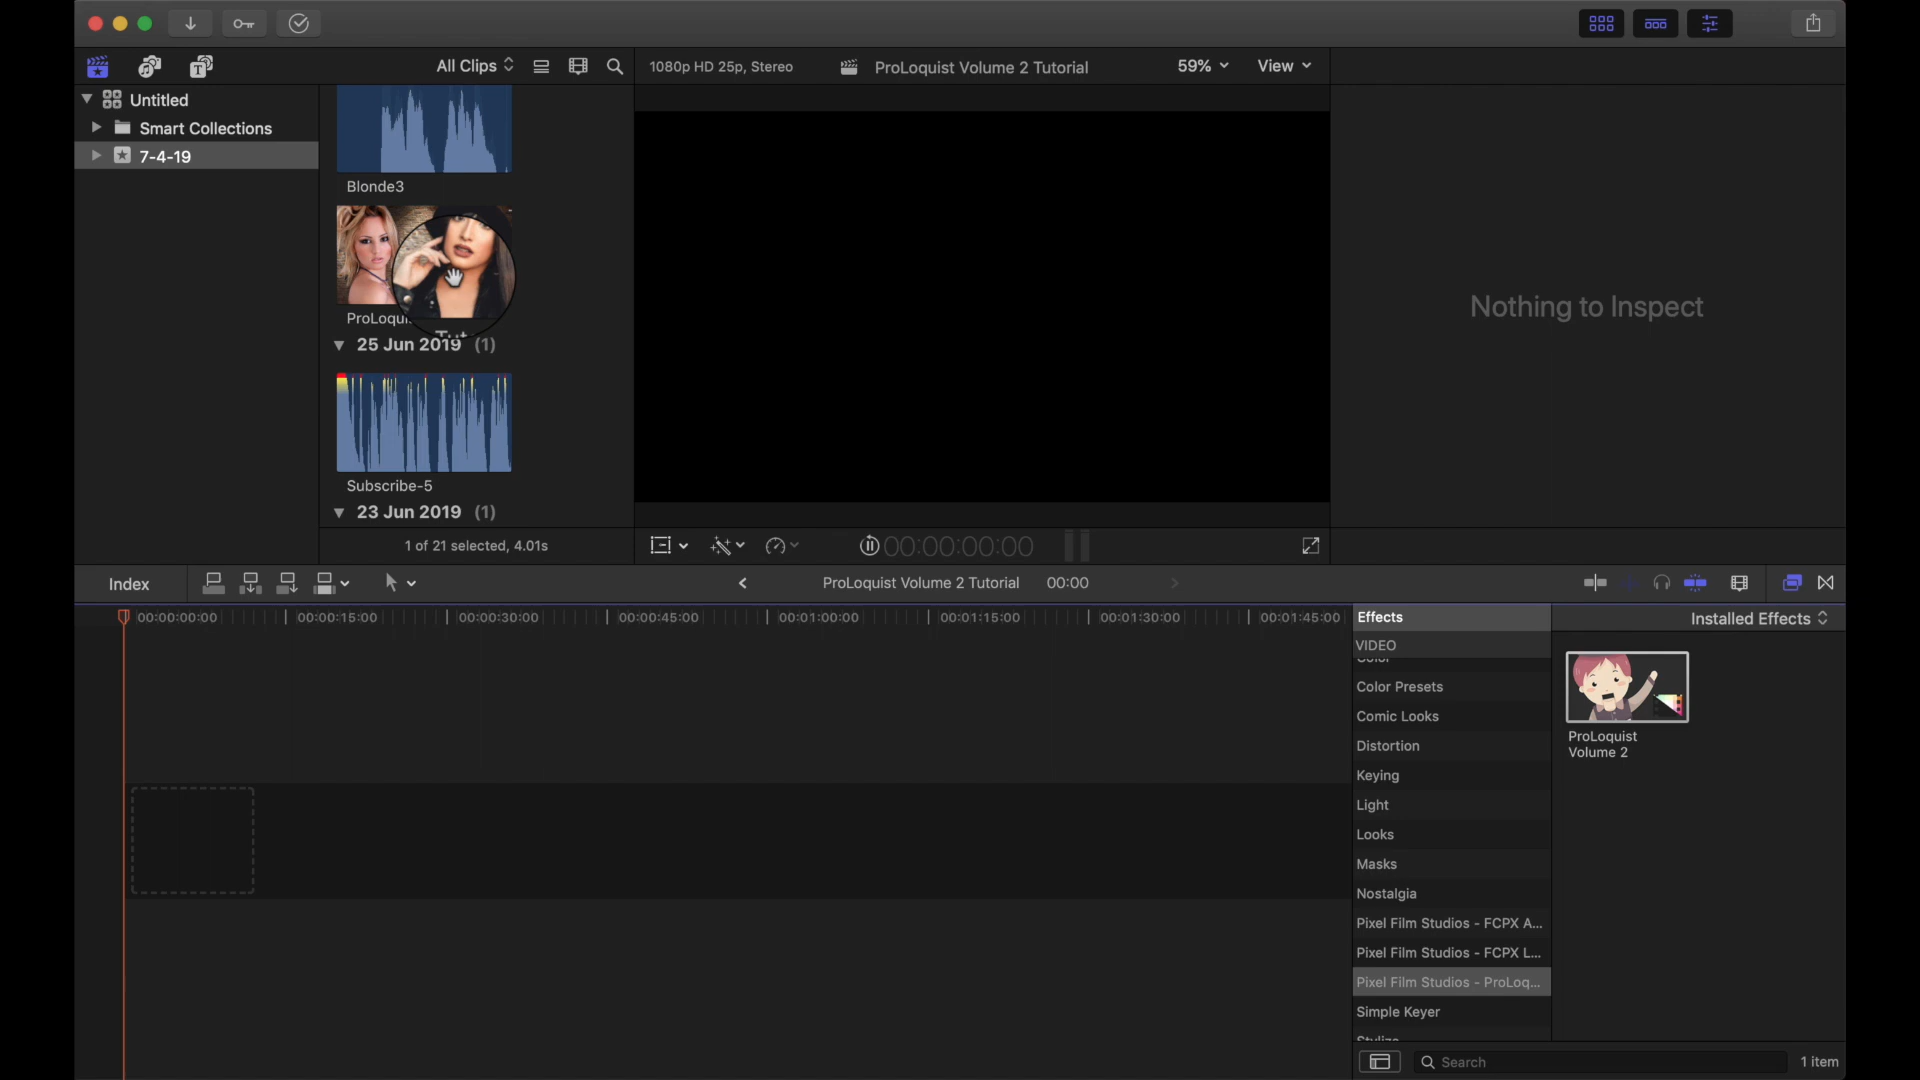 All Clips
1080p HD 25p, Stereo
ProLoquist Volume 2 Tutorial
59%
View
Untitled
Smart Collections
7-4-19
Blonde3
ProLoqui
Tut
25 Jun 2019 (1)
Subscribe-5
23 Jun 2019 (1)
1 of 21 selected, 4.01s
Nothing to Inspect
00:00:00:00
Index
ProLoquist Volume 2 Tutorial 00:00
00:00:00:00
00:00:15:00
00:00:30:00
00:00:45:00
00:01:00:00
00:01:15:00
00:01:30:00
00:01:45:00
Effects
Installed Effects
VIDEO
Color
Color Presets
Comic Looks
Distortion
Keying
Light
Looks
Masks
Nostalgia
Pixel Film Studios - FCPX A...
Pixel Film Studios - FCPX L...
Pixel Film Studios - ProLoq...
Simple Keyer
Stylize
ProLoquist
Volume 2
Search
1 item